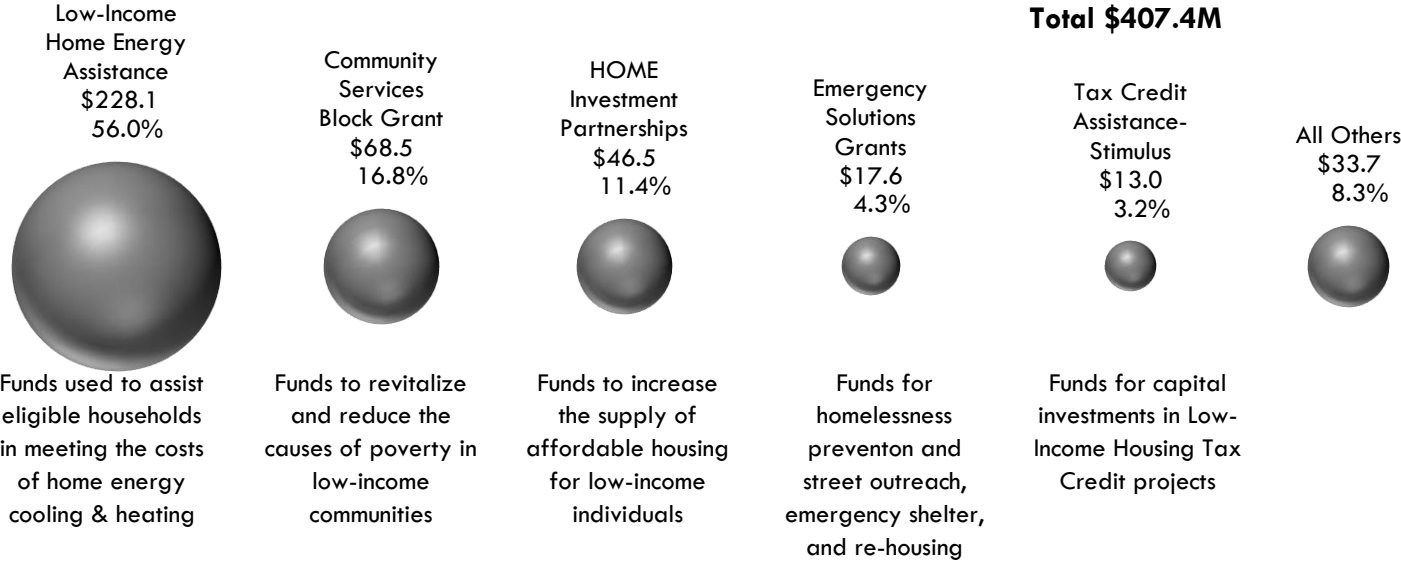 Total $407.4M
Low-Income
Home Energy
Assistance
$228.1
56.0%
Community
Services
Block Grant
$68.5
16.8%
HOME
Investment
Partnerships
$46.5
11.4%
Emergency
Solutions
Grants
$17.6
4.3%
Tax Credit
Assistance-
Stimulus
$13.0
3.2%
All Others
$33.7
8.3%
Funds used to assist
eligible households
in meeting the costs
of home energy
cooling & heating
Funds to revitalize
and reduce the
causes of poverty in
low-income
communities
Funds to increase
the supply of
affordable housing
for low-income
individuals
Funds for
homelessness
preventon and
street outreach,
emergency shelter,
and re-housing
Funds for capital
investments in Low-
Income Housing Tax
Credit projects